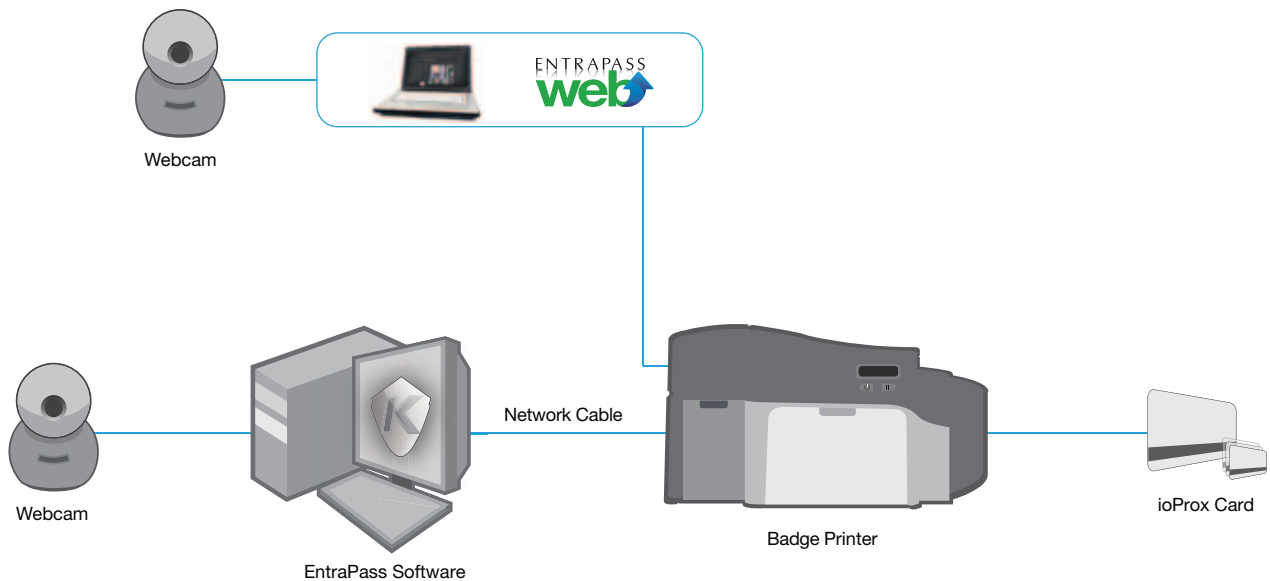 ENTRAPASS
web
Webcam
Network Cable
Webcam
K
EntraPass Software
Badge Printer
ioProx Card